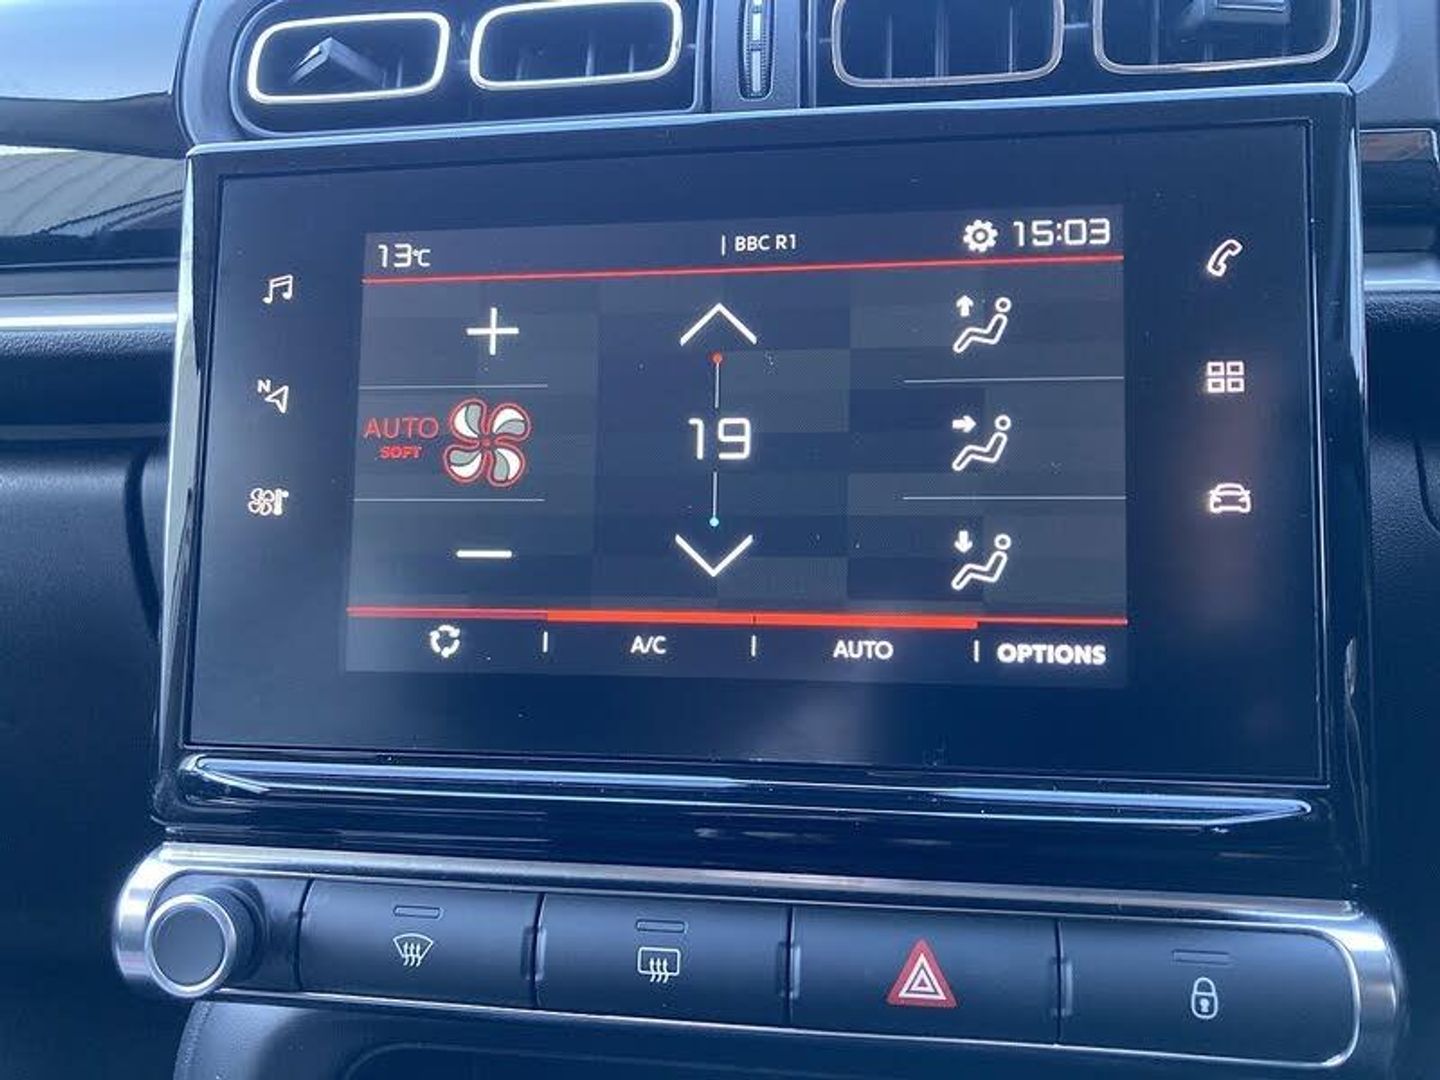 13°C
| BBC R1
15:03
AUTO
SOFT
19
N
A/C
AUTO
OPTIONS